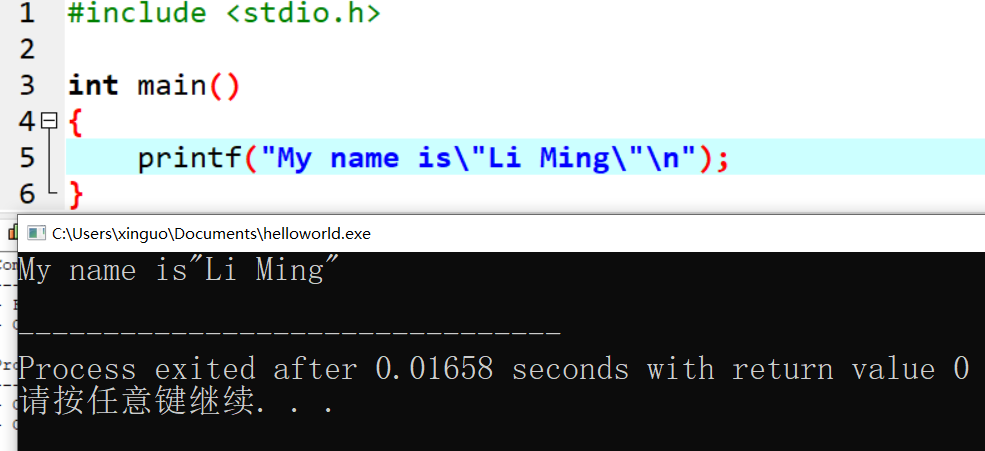 1 #include <stdio.h>
2
3 int main()
4 {
5 printf("My name is\"Li Ming\"\n");
6 }
C:\Users\xinguo\Documents\helloworld.exe
My name is"Li Ming"
--------------------------------
Process exited after 0.01658 seconds with return value 0
请按任意键继续. . .